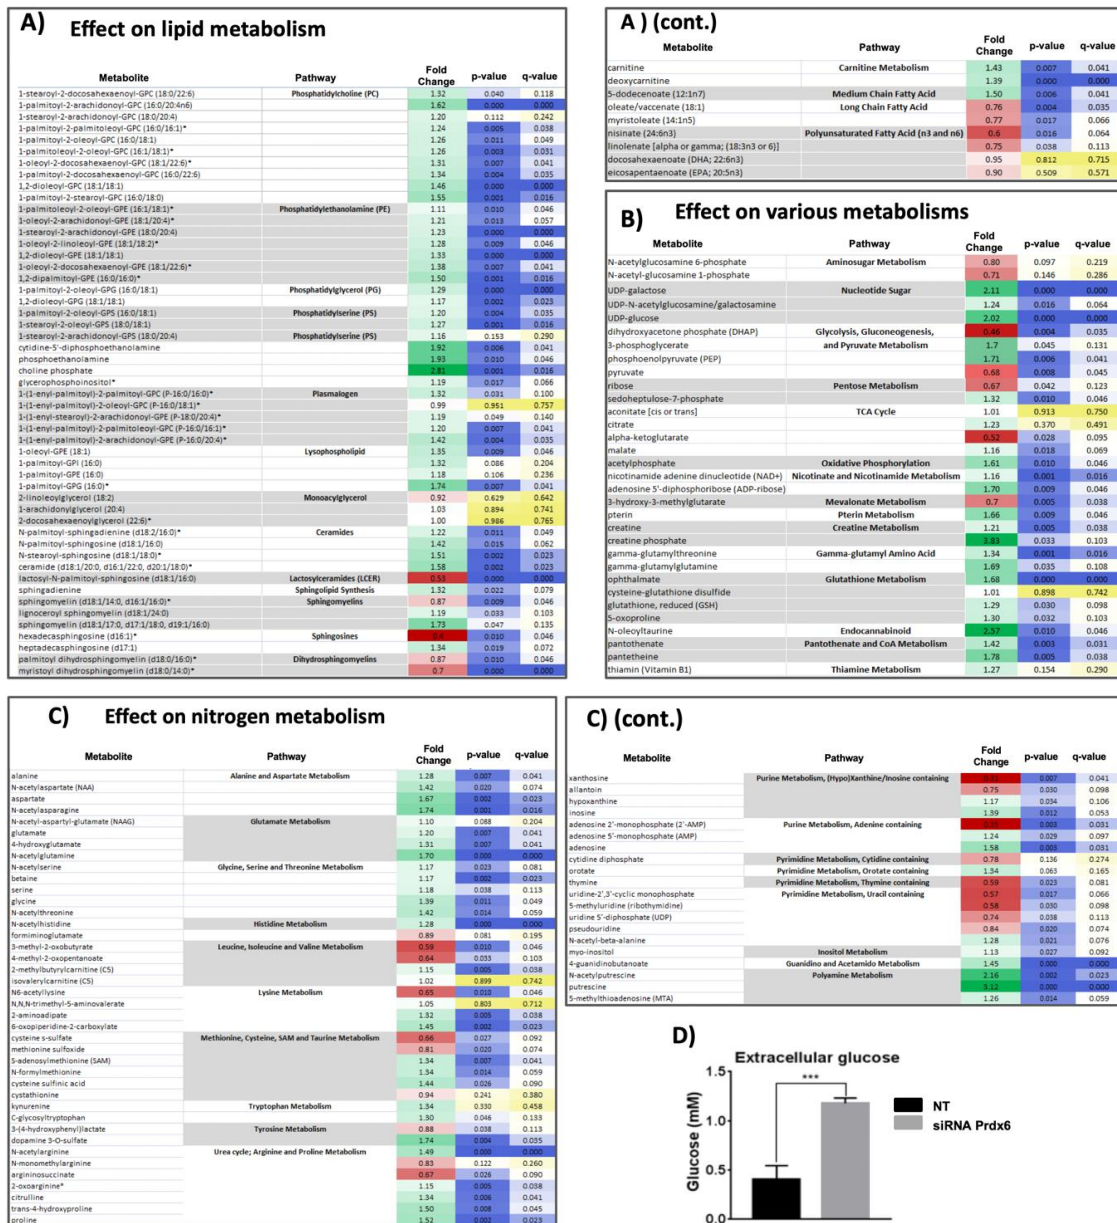 A) Effect on lipid metabolism
Metabolite Pathway Fold Change p-value q-value
1-stearoyl-2-docosahexaenoyl-GPC (18:0/22:6) Phosphatidylcholine (PC) 1.32 0.040 0.118
1-palmitoyl-2-arachidonoyl-GPC (16:0/20:4n6) 1.62 0.000 0.000
1-stearoyl-2-arachidonoyl-GPC (18:0/20:4) 1.20 0.112 0.242
1-palmitoyl-2-palmitoleoyl-GPC (16:0/16:1)* 1.24 0.005 0.038
1-palmitoyl-2-oleoyl-GPC (16:0/18:1) 1.26 0.011 0.049
1-palmitoleoyl-2-oleoyl-GPC (16:1/18:1)* 1.26 0.003 0.031
1-oleoyl-2-docosahexaenoyl-GPC (18:1/22:6)* 1.31 0.007 0.041
1-palmitoyl-2-docosahexaenoyl-GPC (16:0/22:6) 1.34 0.004 0.035
1,2-dioleoyl-GPC (18:1/18:1) 1.46 0.000 0.000
1-palmitoyl-2-stearoyl-GPC (16:0/18:0) 1.55 0.001 0.016
1-palmitoleoyl-2-oleoyl-GPE (16:1/18:1)* Phosphatidylethanolamine (PE) 1.11 0.010 0.046
1-oleoyl-2-arachidonoyl-GPE (18:1/20:4)* 1.21 0.013 0.057
1-stearoyl-2-arachidonoyl-GPE (18:0/20:4) 1.23 0.000 0.000
1-oleoyl-2-linoleoyl-GPE (18:1/18:2)* 1.28 0.009 0.046
1,2-dioleoyl-GPE (18:1/18:1) 1.33 0.000 0.000
1-oleoyl-2-docosahexaenoyl-GPE (18:1/22:6)* 1.38 0.007 0.041
1,2-dipalmitoyl-GPE (16:0/16:0)* 1.50 0.001 0.016
1-palmitoyl-2-oleoyl-GPG (16:0/18:1) Phosphatidylglycerol (PG) 1.29 0.000 0.000
1,2-dioleoyl-GPG (18:1/18:1) 1.17 0.002 0.023
1-palmitoyl-2-oleoyl-GPS (16:0/18:1) Phosphatidylserine (PS) 1.20 0.004 0.035
1-stearoyl-2-oleoyl-GPS (18:0/18:1) 1.27 0.001 0.016
1-stearoyl-2-arachidonoyl-GPS (18:0/20:4) Phosphatidylserine (PS) 1.16 0.153 0.290
cytidine-5'-diphosphoethanolamine 1.92 0.006 0.041
phosphoethanolamine 1.93 0.010 0.046
choline phosphate 2.81 0.001 0.016
glycerophosphoinositol* 1.19 0.017 0.066
1-(1-enyl-palmitoyl)-2-palmitoyl-GPC (P-16:0/16:0)* Plasmalogen 1.32 0.031 0.100
1-(1-enyl-palmitoyl)-2-oleoyl-GPC (P-16:0/18:1)* 0.99 0.951 0.757
1-(1-enyl-stearoyl)-2-arachidonoyl-GPE (P-18:0/20:4)* 1.19 0.049 0.140
1-(1-enyl-palmitoyl)-2-palmitoleoyl-GPC (P-16:0/16:1)* 1.20 0.007 0.041
1-(1-enyl-palmitoyl)-2-arachidonoyl-GPE (P-16:0/20:4)* 1.42 0.004 0.035
1-oleoyl-GPE (18:1) Lysophospholipid 1.35 0.009 0.046
1-palmitoyl-GPI (16:0) 1.32 0.086 0.204
1-palmitoyl-GPE (16:0) 1.18 0.106 0.236
1-palmitoyl-GPG (16:0)* 1.74 0.007 0.041
2-linoleoylglycerol (18:2) Monoacylglycerol 0.92 0.629 0.642
1-arachidonylglycerol (20:4) 1.03 0.894 0.741
2-docosahexaenoylglycerol (22:6)* 1.00 0.986 0.765
N-palmitoyl-sphingadienine (d18:2/16:0)* Ceramides 1.22 0.011 0.049
N-palmitoyl-sphingosine (d18:1/16:0) 1.42 0.015 0.062
N-stearoyl-sphingosine (d18:1/18:0)* 1.51 0.002 0.023
ceramide (d18:1/20:0, d16:1/22:0, d20:1/18:0)* 1.58 0.002 0.023
lactosyl-N-palmitoyl-sphingosine (d18:1/16:0) Lactosylceramides (LCER) 0.53 0.000 0.000
sphingadienine Sphingolipid Synthesis 1.32 0.022 0.079
sphingomyelin (d18:1/14:0, d16:1/16:0)* Sphingomyelins 0.87 0.009 0.046
lignoceroyl sphingomyelin (d18:1/24:0) 1.19 0.033 0.103
sphingomyelin (d18:1/17:0, d17:1/18:0, d19:1/16:0) 1.73 0.047 0.135
hexadecasphingosine (d16:1)* Sphingosines 0.4 0.010 0.046
heptadecasphingosine (d17:1) 1.34 0.019 0.072
palmitoyl dihydrosphingomyelin (d18:0/16:0)* Dihydrosphingomyelins 0.87 0.010 0.046
myristoyl dihydrosphingomyelin (d18:0/14:0)* 0.7 0.000 0.000
A ) (cont.)
Metabolite Pathway Fold Change p-value q-value
carnitine Carnitine Metabolism 1.43 0.007 0.041
deoxycarnitine 1.39 0.000 0.000
5-dodecenoate (12:1n7) Medium Chain Fatty Acid 1.50 0.006 0.041
oleate/vaccenate (18:1) Long Chain Fatty Acid 0.76 0.004 0.035
myristoleate (14:1n5) 0.77 0.017 0.066
nisinate (24:6n3) Polyunsaturated Fatty Acid (n3 and n6) 0.6 0.016 0.064
linolenate [alpha or gamma; (18:3n3 or 6)] 0.75 0.038 0.113
docosahexaenoate (DHA; 22:6n3) 0.95 0.812 0.715
eicosapentaenoate (EPA; 20:5n3) 0.90 0.509 0.571
B) Effect on various metabolisms
Metabolite Pathway Fold Change p-value q-value
N-acetylglucosamine 6-phosphate Aminosugar Metabolism 0.80 0.097 0.219
N-acetyl-glucosamine 1-phosphate 0.71 0.146 0.286
UDP-galactose Nucleotide Sugar 2.11 0.000 0.000
UDP-N-acetylglucosamine/galactosamine 1.24 0.016 0.064
UDP-glucose 2.02 0.000 0.000
dihydroxyacetone phosphate (DHAP) Glycolysis, Gluconeogenesis, 0.46 0.004 0.035
3-phosphoglycerate and Pyruvate Metabolism 1.7 0.045 0.131
phosphoenolpyruvate (PEP) 1.71 0.006 0.041
pyruvate 0.68 0.008 0.045
ribose Pentose Metabolism 0.67 0.042 0.123
sedoheptulose-7-phosphate 1.32 0.010 0.046
aconitate [cis or trans] TCA Cycle 1.01 0.913 0.750
citrate 1.23 0.370 0.491
alpha-ketoglutarate 0.52 0.028 0.095
malate 1.16 0.018 0.069
acetylphosphate Oxidative Phosphorylation 1.61 0.010 0.046
nicotinamide adenine dinucleotide (NAD+) Nicotinate and Nicotinamide Metabolism 1.16 0.001 0.016
adenosine 5'-diphosphoribose (ADP-ribose) 1.70 0.009 0.046
3-hydroxy-3-methylglutarate Mevalonate Metabolism 0.7 0.005 0.038
pterin Pterin Metabolism 1.66 0.009 0.046
creatine Creatine Metabolism 1.21 0.005 0.038
creatine phosphate 3.83 0.033 0.103
gamma-glutamylthreonine Gamma-glutamyl Amino Acid 1.34 0.001 0.016
gamma-glutamylglutamine 1.69 0.035 0.108
ophthalmate Glutathione Metabolism 1.68 0.000 0.000
cysteine-glutathione disulfide 1.01 0.898 0.742
glutathione, reduced (GSH) 1.29 0.030 0.098
5-oxoproline 1.30 0.032 0.103
N-oleoyltaurine Endocannabinoid 2.57 0.010 0.046
pantothenate Pantothenate and CoA Metabolism 1.42 0.003 0.031
pantetheine 1.78 0.005 0.038
thiamin (Vitamin B1) Thiamine Metabolism 1.27 0.154 0.290
C) Effect on nitrogen metabolism
Metabolite Pathway Fold Change p-value q-value
alanine Alanine and Aspartate Metabolism 1.28 0.007 0.041
N-acetylaspartate (NAA) 1.42 0.020 0.074
aspartate 1.67 0.002 0.023
N-acetylasparagine 1.74 0.001 0.016
N-acetyl-aspartyl-glutamate (NAAG) Glutamate Metabolism 1.10 0.088 0.204
glutamate 1.20 0.007 0.041
4-hydroxyglutamate 1.31 0.007 0.041
N-acetylglutamine 1.70 0.000 0.000
N-acetylserine Glycine, Serine and Threonine Metabolism 1.17 0.023 0.081
betaine 1.17 0.002 0.023
serine 1.18 0.038 0.113
glycine 1.39 0.011 0.049
N-acetylthreonine 1.42 0.014 0.059
N-acetylhistidine Histidine Metabolism 1.28 0.000 0.000
formiminoglutamate 0.89 0.081 0.195
3-methyl-2-oxobutyrate Leucine, Isoleucine and Valine Metabolism 0.59 0.010 0.046
4-methyl-2-oxopentanoate 0.64 0.033 0.103
2-methylbutyrylcarnitine (C5) 1.15 0.005 0.038
isovalerylcarnitine (C5) 1.02 0.899 0.742
N6-acetyllysine Lysine Metabolism 0.65 0.010 0.046
N,N,N-trimethyl-5-aminovalerate 1.05 0.803 0.712
2-aminoadipate 1.32 0.005 0.038
6-oxopiperidine-2-carboxylate 1.45 0.002 0.023
cysteine s-sulfate Methionine, Cysteine, SAM and Taurine Metabolism 0.66 0.027 0.092
methionine sulfoxide 0.81 0.020 0.074
S-adenosylmethionine (SAM) 1.34 0.007 0.041
N-formylmethionine 1.34 0.014 0.059
cysteine sulfinic acid 1.44 0.026 0.090
cystathionine 0.94 0.241 0.380
kynurenine Tryptophan Metabolism 1.34 0.330 0.458
C-glycosyltryptophan 1.30 0.046 0.133
3-(4-hydroxyphenyl)lactate Tyrosine Metabolism 0.88 0.038 0.113
dopamine 3-O-sulfate 1.74 0.004 0.035
N-acetylarginine Urea cycle; Arginine and Proline Metabolism 1.49 0.000 0.000
N-monomethylarginine 0.83 0.122 0.260
argininosuccinate 0.67 0.026 0.090
2-oxoarginine* 1.15 0.005 0.038
citrulline 1.34 0.006 0.041
trans-4-hydroxyproline 1.50 0.008 0.045
proline 1.52 0.002 0.023
C) (cont.)
Metabolite Pathway Fold Change p-value q-value
xanthosine Purine Metabolism, (Hypo)Xanthine/Inosine containing 0.007 0.041
allantoin 0.75 0.030 0.098
hypoxanthine 1.17 0.034 0.106
inosine 1.39 0.012 0.053
adenosine 2'-monophosphate (2'-AMP) Purine Metabolism, Adenine containing 0.003 0.031
adenosine 5'-monophosphate (AMP) 1.24 0.029 0.097
adenosine 1.58 0.003 0.031
cytidine diphosphate Pyrimidine Metabolism, Cytidine containing 0.78 0.136 0.274
orotate Pyrimidine Metabolism, Orotate containing 1.34 0.063 0.165
thymine Pyrimidine Metabolism, Thymine containing 0.59 0.023 0.081
uridine-2',3'-cyclic monophosphate Pyrimidine Metabolism, Uracil containing 0.57 0.017 0.066
5-methyluridine (ribothymidine) 0.58 0.030 0.098
uridine 5'-diphosphate (UDP) 0.74 0.038 0.113
pseudouridine 0.84 0.020 0.074
N-acetyl-beta-alanine 1.28 0.021 0.076
myo-inositol Inositol Metabolism 1.13 0.027 0.092
4-guanidinobutanoate Guanidino and Acetamido Metabolism 1.45 0.000 0.000
N-acetylputrescine Polyamine Metabolism 2.16 0.002 0.023
putrescine 3.12 0.000 0.000
5-methylthioadenosine (MTA) 1.26 0.014 0.059
D)
Extracellular glucose
Glucose (mM)
1.5
1.0
0.5
0.0
***
NT
siRNA Prdx6